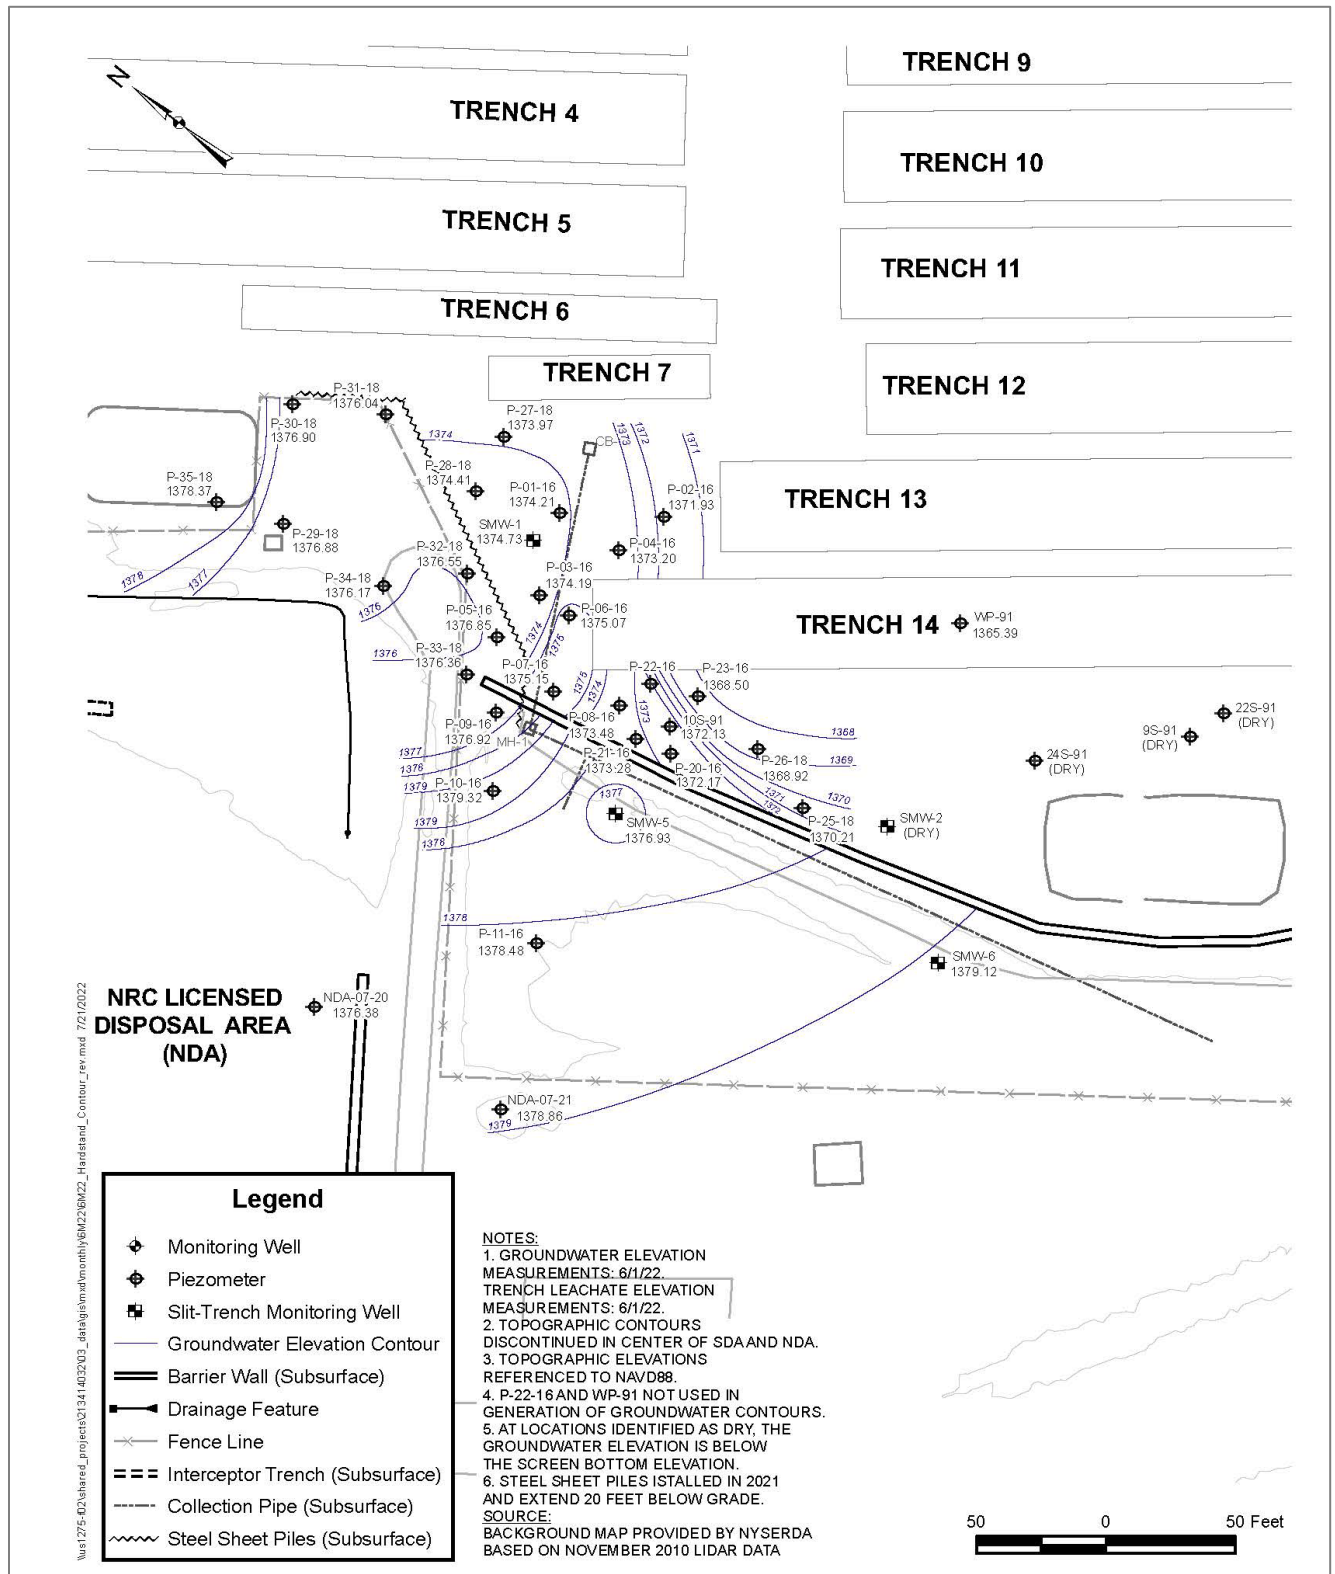 TRENCH 9
N
TRENCH 4
TRENCH 10
TRENCH 5
TRENCH 11
TRENCH 6
TRENCH 7
TRENCH 12
P-31-18
1376.04
P-30-18
1376.90
P-27-18
1373.97
1374
CB-
1373
1372
1371
P-35-18
1378.37
P-28-18
1374.41
P-01-16
1374.21
P-02-16
1371.93
TRENCH 13
P-29-18
1376.88
SMW-1
1374.73
P-04-16
1373.20
P-32-18
1376.55
1378
1377
P-34-18
1376.17
1376
P-03-16
1374.19
P-05-16
1376.85
P-06-16
1375.07
TRENCH 14
WP-91
1365.39
1374
1375
1376
P-33-18
1376.36
P-07-16
1375.15
1375
1374
P-22-16
P-23-16
1368.50
P-09-16
1376.92
MH-1
P-08-16
1373.48
1373
10S-91
1372.13
22S-91
(DRY)
9S-91
(DRY)
24S-91
(DRY)
1368
1369
1377
1376
P-21-16
1373.28
P-20-16
1372.17
P-26-18
1368.92
1379
P-10-16
1379.32
1377
1371
1372
1370
P-25-18
1370.21
SMW-2
(DRY)
1379
1376
SMW-5
1376.93
1378
P-11-16
1378.48
SMW-6
1379.12
NRC LICENSED
DISPOSAL AREA
(NDA)
NDA-07-20
1376.38
NDA-07-21
1378.86
1379
Legend
Monitoring Well
Piezometer
Slit-Trench Monitoring Well
Groundwater Elevation Contour
Barrier Wall (Subsurface)
Drainage Feature
Fence Line
Interceptor Trench (Subsurface)
Collection Pipe (Subsurface)
Steel Sheet Piles (Subsurface)
NOTES:
1. GROUNDWATER ELEVATION
MEASUREMENTS: 6/1/22.
TRENCH LEACHATE ELEVATION
MEASUREMENTS: 6/1/22.
2. TOPOGRAPHIC CONTOURS
DISCONTINUED IN CENTER OF SDA AND NDA.
3. TOPOGRAPHIC ELEVATIONS
REFERENCED TO NAVD88.
4. P-22-16 AND WP-91 NOT USED IN
GENERATION OF GROUNDWATER CONTOURS.
5. AT LOCATIONS IDENTIFIED AS DRY, THE
GROUNDWATER ELEVATION IS BELOW
THE SCREEN BOTTOM ELEVATION.
6. STEEL SHEET PILES ISTALLED IN 2021
AND EXTEND 20 FEET BELOW GRADE.
SOURCE:
BACKGROUND MAP PROVIDED BY NYSERDA
BASED ON NOVEMBER 2010 LIDAR DATA
50 0 50 Feet